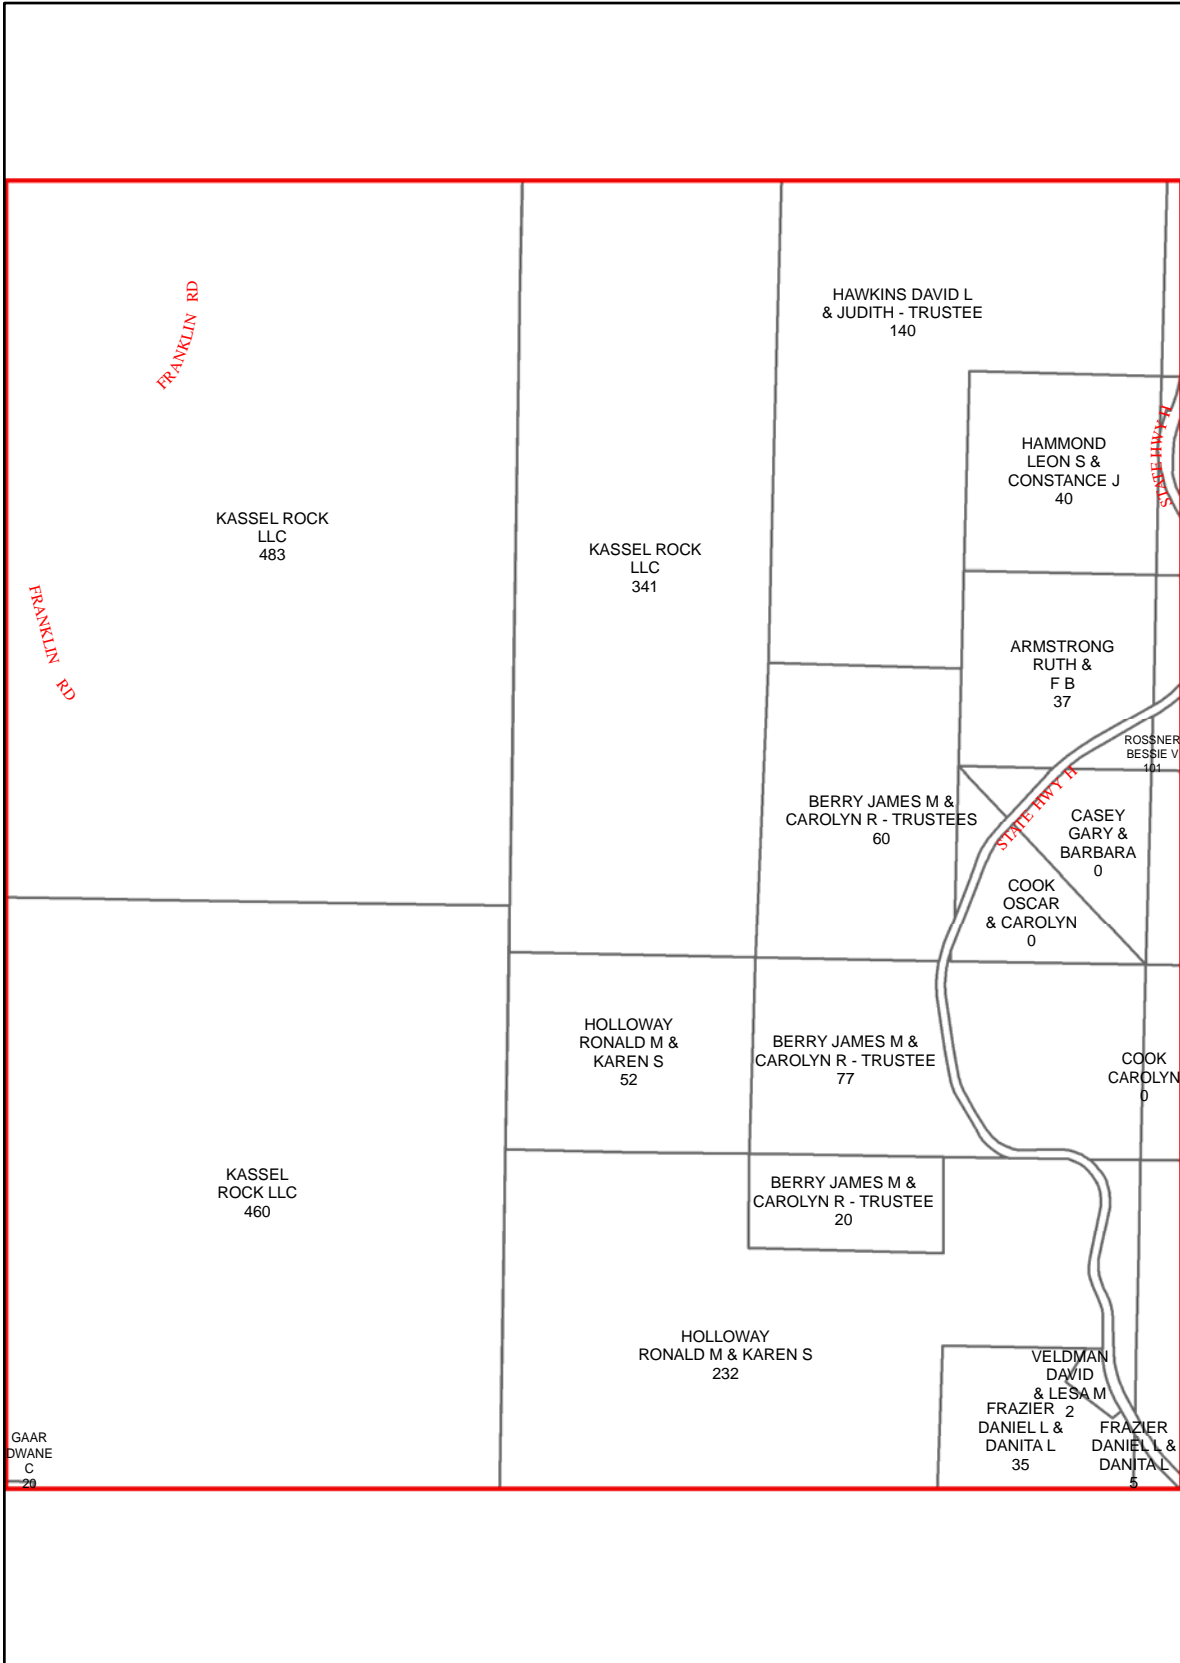 HAWKINS DAVID L
& JUDITH - TRUSTEE
140
FRANKLIN RD
HAMMOND
LEON S &
CONSTANCE J
40
STATE HWY H
KASSEL ROCK
LLC
483
KASSEL ROCK
LLC
341
FRANKLIN RD
ARMSTRONG
RUTH &
F B
37
ROSSNER
BESSIE V
101
STATE HWY H
BERRY JAMES M &
CAROLYN R - TRUSTEES
60
CASEY
GARY &
BARBARA
0
COOK
OSCAR
& CAROLYN
0
HOLLOWAY
RONALD M &
KAREN S
52
BERRY JAMES M &
CAROLYN R - TRUSTEE
77
COOK
CAROLYN
0
KASSEL
ROCK LLC
460
BERRY JAMES M &
CAROLYN R - TRUSTEE
20
HOLLOWAY
RONALD M & KAREN S
232
VELDMAN
DAVID
& LESA M
2
FRAZIER
DANIEL L &
DANITA L
35
FRAZIER
DANIEL L &
DANITA L
5
GAAR
DWANE
C
20